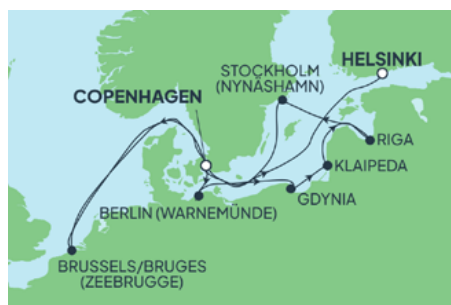 HELSINKI
STOCKHOLM
(NYNÄSHAMN)
COPENHAGEN
RIGA
KLAIPEDA
GDYNIA
BERLIN (WARNEMÜNDE)
BRUSSELS/BRUGES
(ZEEBRUGGE)